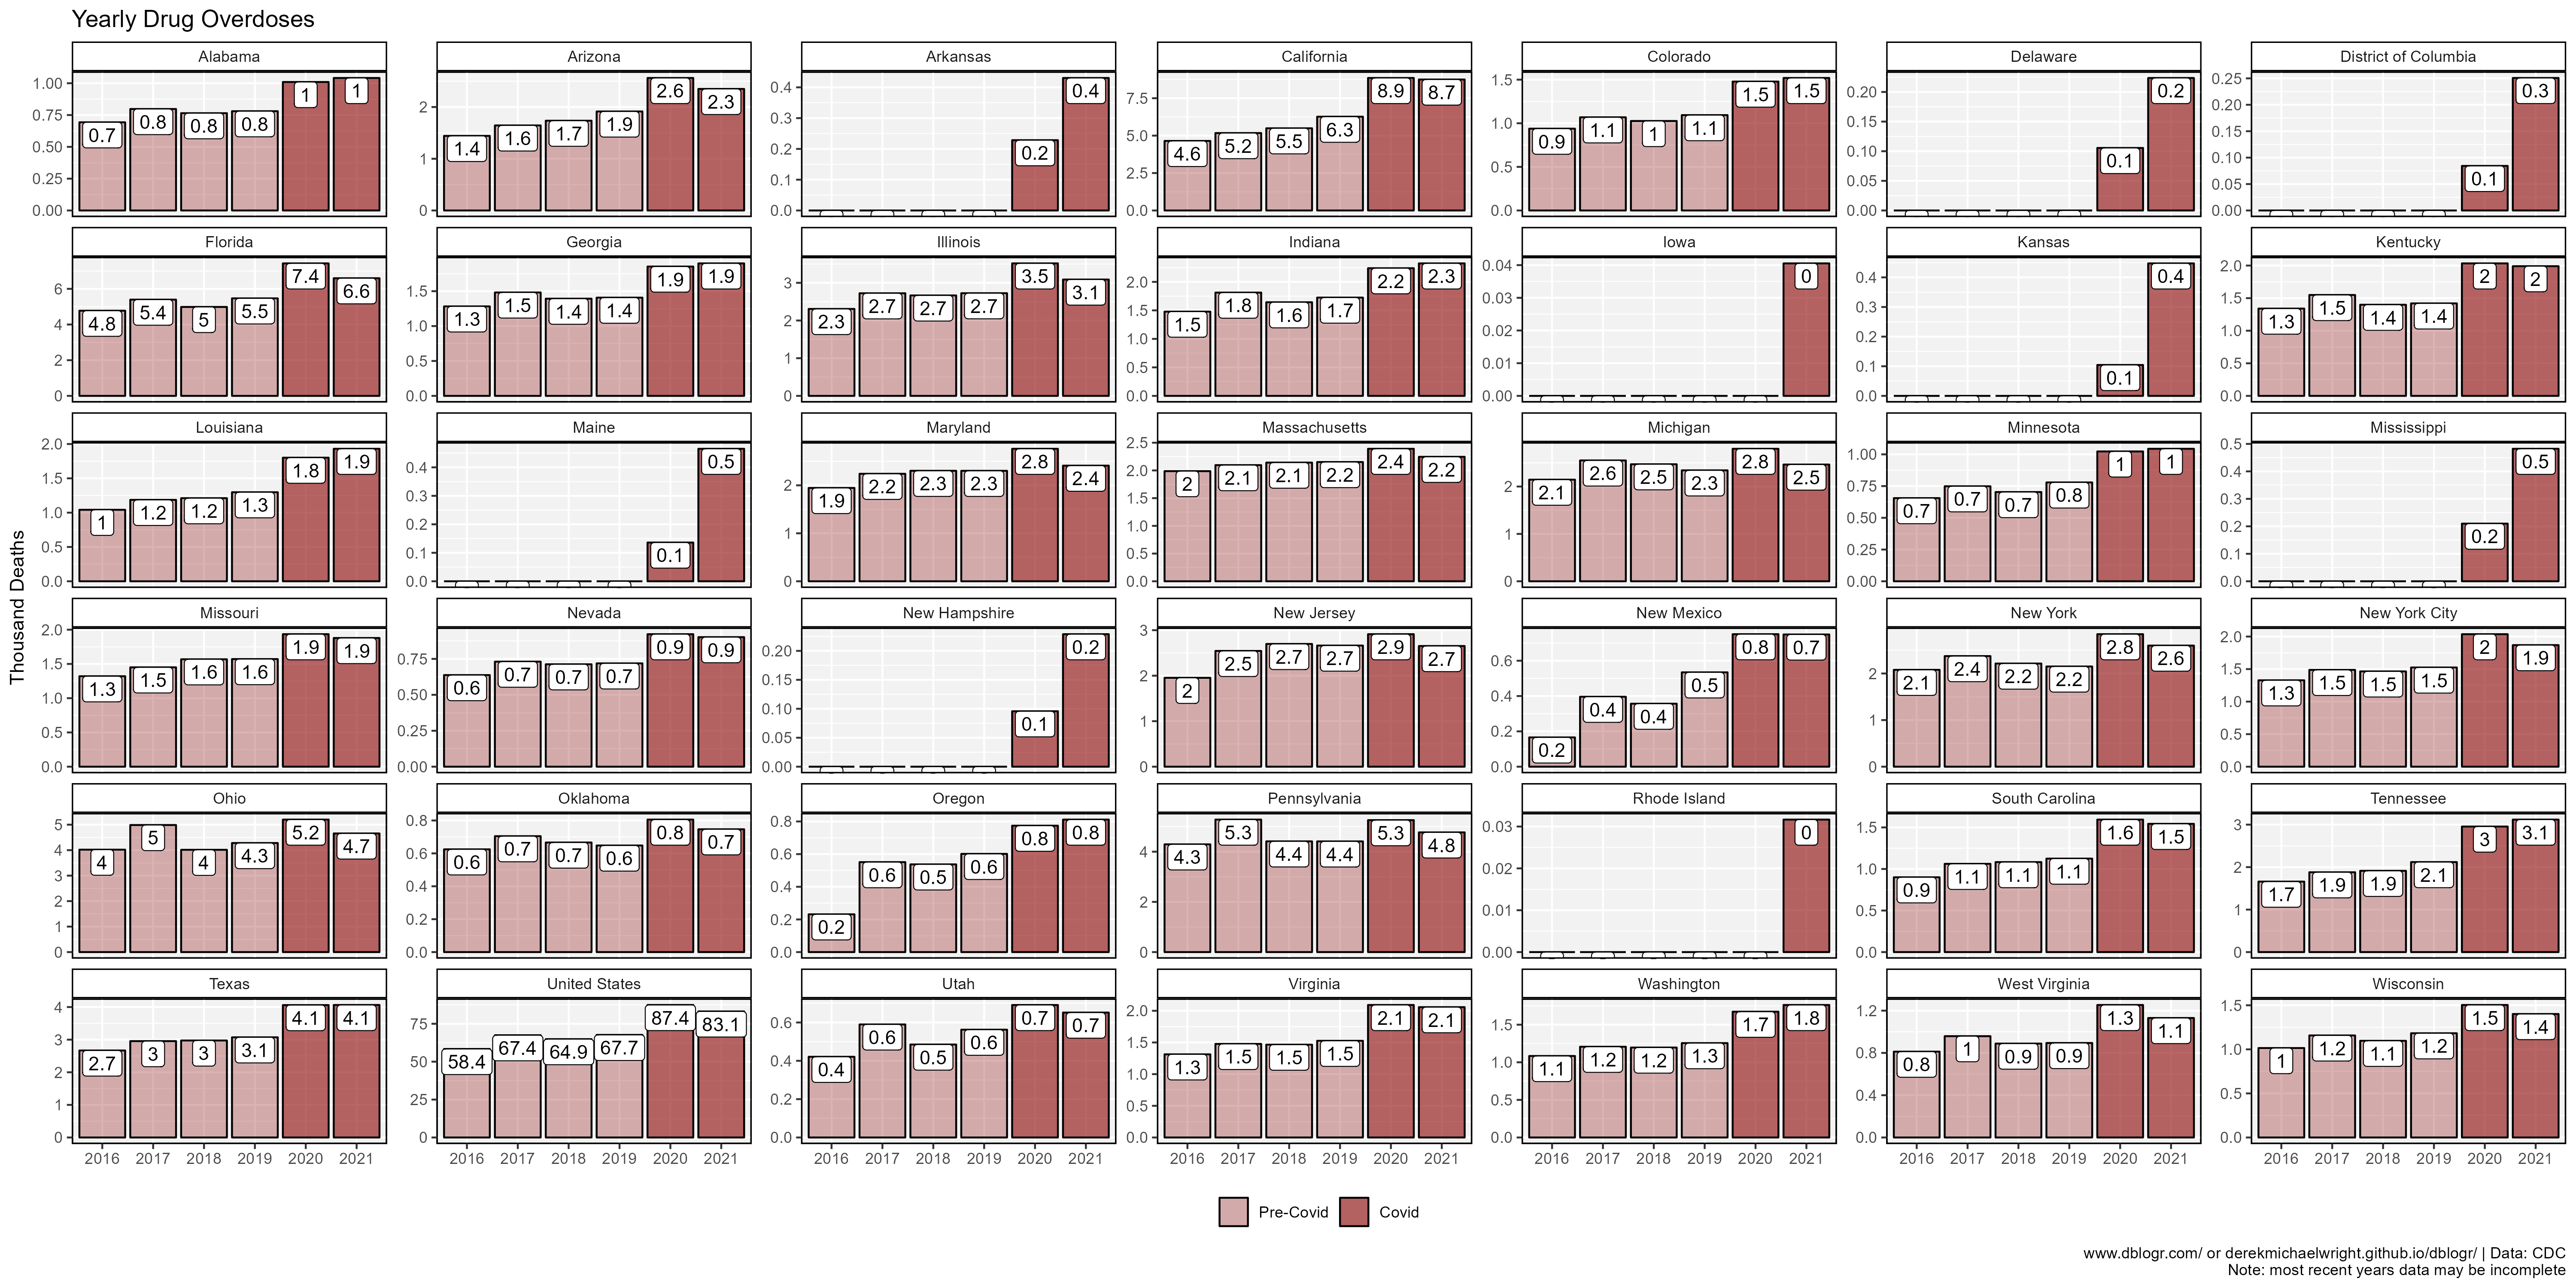 Yearly Drug Overdoses
Thousand Deaths
Alabama
1.00 0.75 0.50 0.25 0.00
0.7 0.8 0.8 0.8 1 1
Arizona
2 1 0
1.4 1.6 1.7 1.9 2.6 2.3
Arkansas
0.4 0.3 0.2 0.1 0.0
0.2 0.4
California
7.5 5.0 2.5 0.0
4.6 5.2 5.5 6.3 8.9 8.7
Colorado
1.5 1.0 0.5 0.0
0.9 1.1 1 1.1 1.5 1.5
Delaware
0.20 0.15 0.10 0.05 0.00
0.1 0.2
District of Columbia
0.25 0.20 0.15 0.10 0.05 0.00
0.1 0.3
Florida
6 4 2 0
4.8 5.4 5 5.5 7.4 6.6
Georgia
1.5 1.0 0.5 0.0
1.3 1.5 1.4 1.4 1.9 1.9
Illinois
3 2 1 0
2.3 2.7 2.7 2.7 3.5 3.1
Indiana
2.0 1.5 1.0 0.5 0.0
1.5 1.8 1.6 1.7 2.2 2.3
Iowa
0.04 0.03 0.02 0.01 0.00
0
Kansas
0.4 0.3 0.2 0.1 0.0
0.1 0.4
Kentucky
2.0 1.5 1.0 0.5 0.0
1.3 1.5 1.4 1.4 2 2
Louisiana
2.0 1.5 1.0 0.5 0.0
1 1.2 1.2 1.3 1.8 1.9
Maine
0.4 0.3 0.2 0.1 0.0
0.1 0.5
Maryland
2 1 0
1.9 2.2 2.3 2.3 2.8 2.4
Massachusetts
2.5 2.0 1.5 1.0 0.5 0.0
2 2.1 2.1 2.2 2.4 2.2
Michigan
2 1 0
2.1 2.6 2.5 2.3 2.8 2.5
Minnesota
1.00 0.75 0.50 0.25 0.00
0.7 0.7 0.7 0.8 1 1
Mississippi
0.5 0.4 0.3 0.2 0.1 0.0
0.2 0.5
Missouri
2.0 1.5 1.0 0.5 0.0
1.3 1.5 1.6 1.6 1.9 1.9
Nevada
0.75 0.50 0.25 0.00
0.6 0.7 0.7 0.7 0.9 0.9
New Hampshire
0.20 0.15 0.10 0.05 0.00
0.1 0.2
New Jersey
3 2 1 0
2 2.5 2.7 2.7 2.9 2.7
New Mexico
0.6 0.4 0.2 0.0
0.2 0.4 0.4 0.5 0.8 0.7
New York
2 1 0
2.1 2.4 2.2 2.2 2.8 2.6
New York City
2.0 1.5 1.0 0.5 0.0
1.3 1.5 1.5 1.5 2 1.9
Ohio
5 4 3 2 1 0
4 5 4 4.3 5.2 4.7
Oklahoma
0.8 0.6 0.4 0.2 0.0
0.6 0.7 0.7 0.6 0.8 0.7
Oregon
0.8 0.6 0.4 0.2 0.0
0.2 0.6 0.5 0.6 0.8 0.8
Pennsylvania
4 2 0
4.3 5.3 4.4 4.4 5.3 4.8
Rhode Island
0.03 0.02 0.01 0.00
0
South Carolina
1.5 1.0 0.5 0.0
0.9 1.1 1.1 1.1 1.6 1.5
Tennessee
3 2 1 0
1.7 1.9 1.9 2.1 3 3.1
Texas
4 3 2 1 0
2.7 3 3 3.1 4.1 4.1
2016 2017 2018 2019 2020 2021
United States
75 50 25 0
58.4 67.4 64.9 67.7 87.4 83.1
2016 2017 2018 2019 2020 2021
Utah
0.6 0.4 0.2 0.0
0.4 0.6 0.5 0.6 0.7 0.7
2016 2017 2018 2019 2020 2021
Virginia
2.0 1.5 1.0 0.5 0.0
1.3 1.5 1.5 1.5 2.1 2.1
2016 2017 2018 2019 2020 2021
Washington
1.5 1.0 0.5 0.0
1.1 1.2 1.2 1.3 1.7 1.8
2016 2017 2018 2019 2020 2021
West Virginia
1.2 0.8 0.4 0.0
0.8 1 0.9 0.9 1.3 1.1
2016 2017 2018 2019 2020 2021
Wisconsin
1.5 1.0 0.5 0.0
1 1.2 1.1 1.2 1.5 1.4
2016 2017 2018 2019 2020 2021
Pre-Covid Covid
www.dblogr.com/ or derekmichaelwright.github.io/dblogr/ | Data: CDC
Note: most recent years data may be incomplete